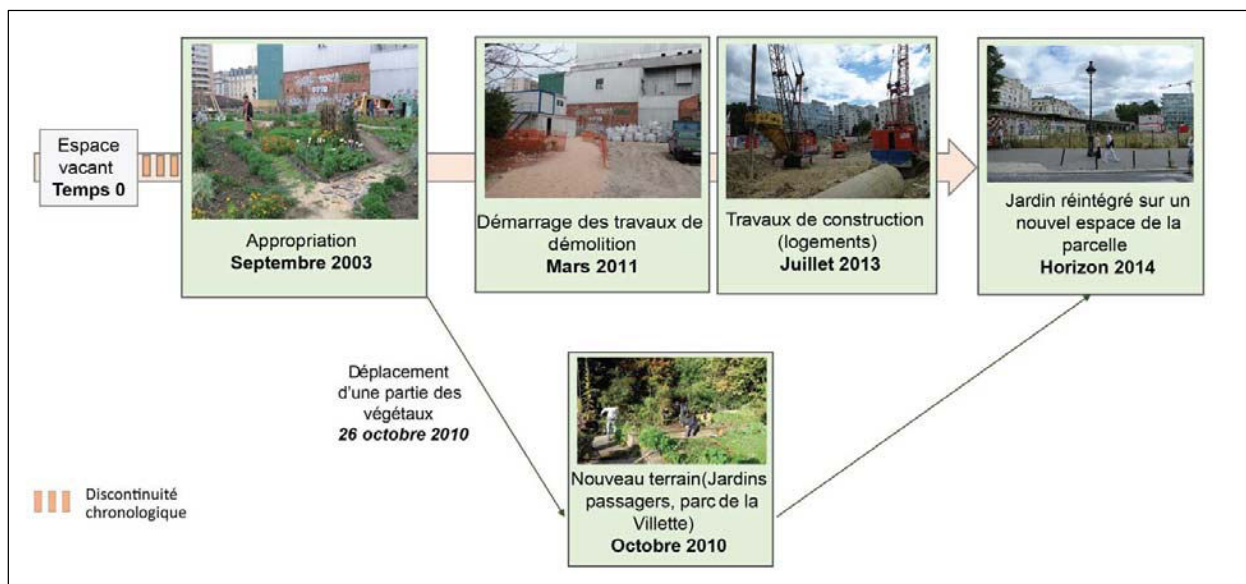 Espace
vacant
Temps 0
Appropriation
Septembre 2003
Démarrage des travaux de
démolition
Mars 2011
Travaux de construction
(logements)
Juillet 2013
Jardin réintégré sur un
nouvel espace de la
parcelle
Horizon 2014
Déplacement
d'une partie des
végétaux
26 octobre 2010
Nouveau terrain(Jardins
passagers, parc de la
Villette)
Octobre 2010
Discontinuité
chronologique